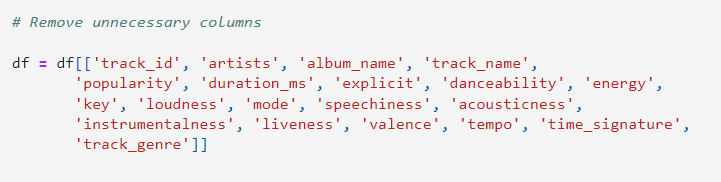 # Remove unnecessary columns
df = df[['track_id', 'artists', 'album_name', 'track_name',
'popularity', 'duration_ms', 'explicit', 'danceability', 'energy',
'key', 'loudness', 'mode', 'speechiness', 'acousticness',
'instrumentalness', 'liveness', 'valence', 'tempo', 'time_signature',
'track_genre']]